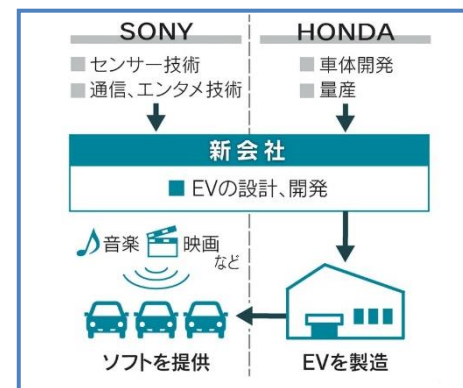 SONY
センサー技術
通信、エンタメ技術
HONDA
車体開発
量産
新会社
EVの設計、開発
音楽 映画
など
ソフトを提供
EVを製造